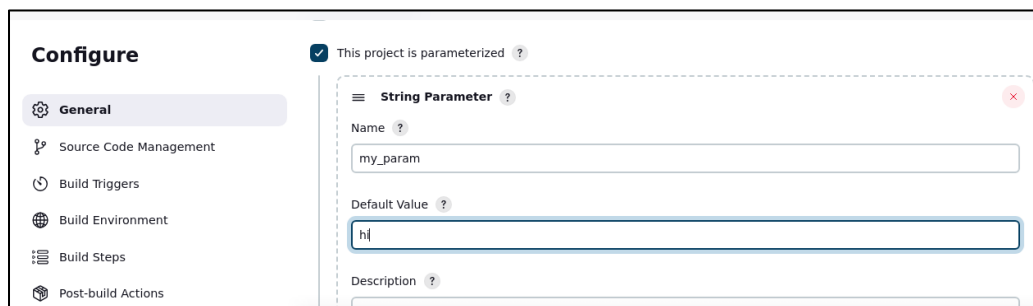 Configure
General
Source Code Management
Build Triggers
Build Environment
Build Steps
Post-build Actions
This project is parameterized ?
String Parameter ?
Name ?
my_param
Default Value ?
hi
Description ?